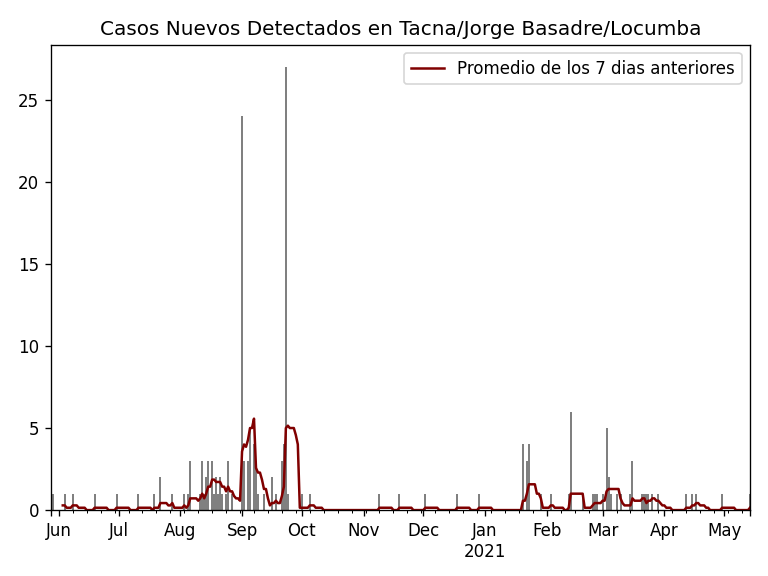 Casos Nuevos Detectados en Tacna/Jorge Basadre/Locumba
Promedio de los 7 dias anteriores
25
20
15
10
5
0
Jun Jul Aug Sep Oct Nov Dec Jan Feb Mar Apr May
2021